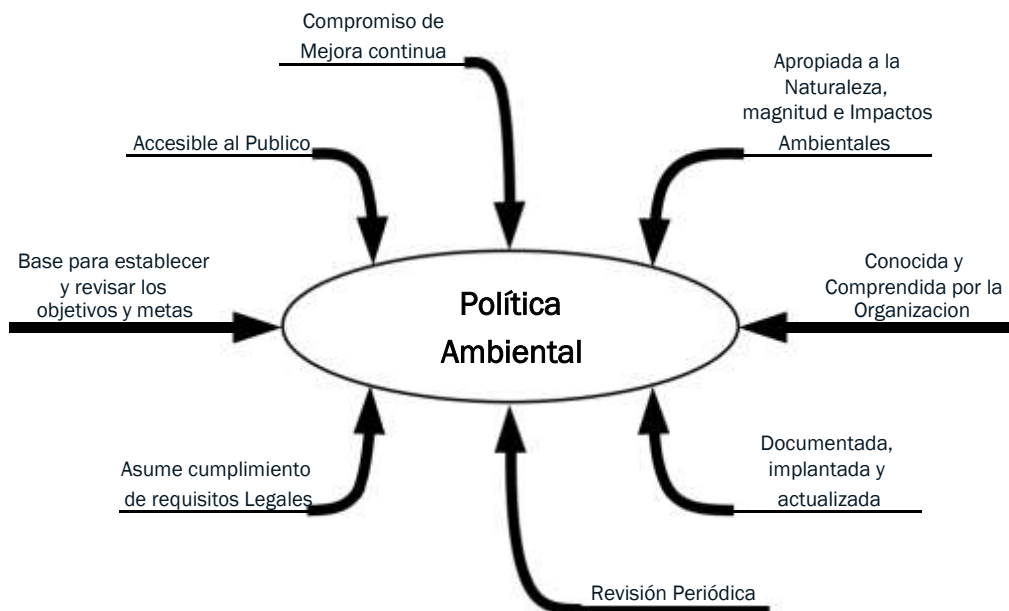 Compromiso de
Mejora continua
Apropiada a la
Naturaleza,
magnitud e Impactos
Ambientales
Accesible al Publico
Base para establecer
y revisar los
objetivos y metas
Conocida y
Comprendida por la
Organizacion
Política
Ambiental
Asume cumplimiento
de requisitos Legales
Documentada,
implantada y
actualizada
Revisión Periódica